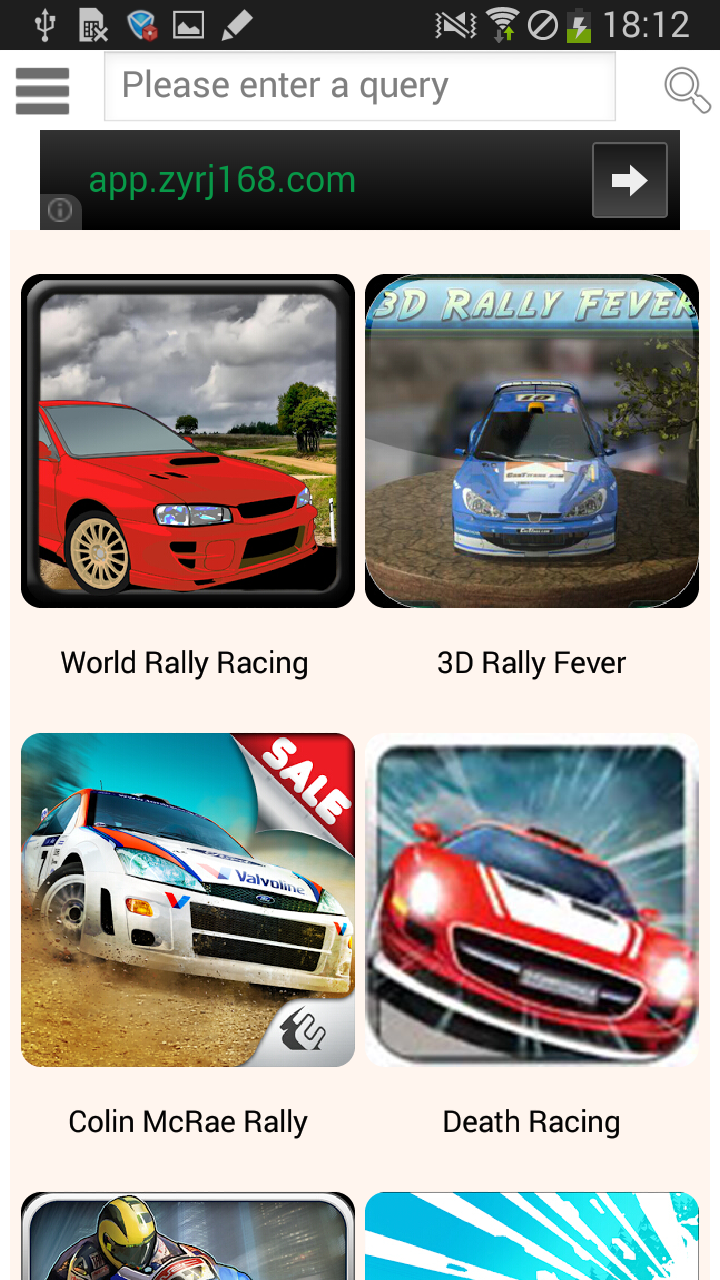 18:12
Please enter a query
app.zyrj168.com
3D RALLY FEVER
World Rally Racing
3D Rally Fever
SALE
Valvoline
Colin McRae Rally
Death Racing